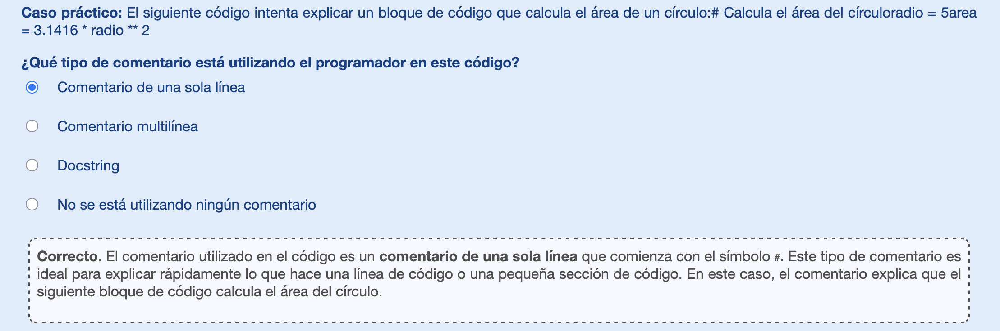 Caso práctico: El siguiente código intenta explicar un bloque de código que calcula el área de un círculo:# Calcula el área del círculoradio = 5area
= 3.1416 * radio ** 2
¿Qué tipo de comentario está utilizando el programador en este código?
Comentario de una sola línea
Comentario multilínea
Docstring
No se está utilizando ningún comentario
Correcto. El comentario utilizado en el código es un comentario de una sola línea que comienza con el símbolo #. Este tipo de comentario es
ideal para explicar rápidamente lo que hace una línea de código o una pequeña sección de código. En este caso, el comentario explica que el
siguiente bloque de código calcula el área del círculo.